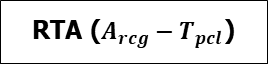 RTA (A_rcg − T_pcl)